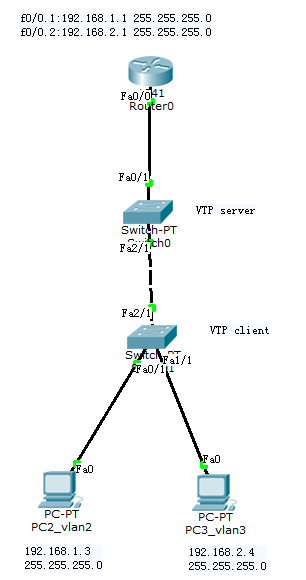 f0/0.1:192.168.1.1 255.255.255.0
f0/0.2:192.168.2.1 255.255.255.0
41
Fa0/0
Router0
Fa0/1
Switch-PT
VTP server
Fa2/1
Fa2/1
VTP client
Fa1/1
Fa0/1
Fa0
Fa0
PC-PT
PC2_vlan2
PC-PT
PC3_vlan3
192.168.1.3
255.255.255.0
192.168.2.4
255.255.255.0